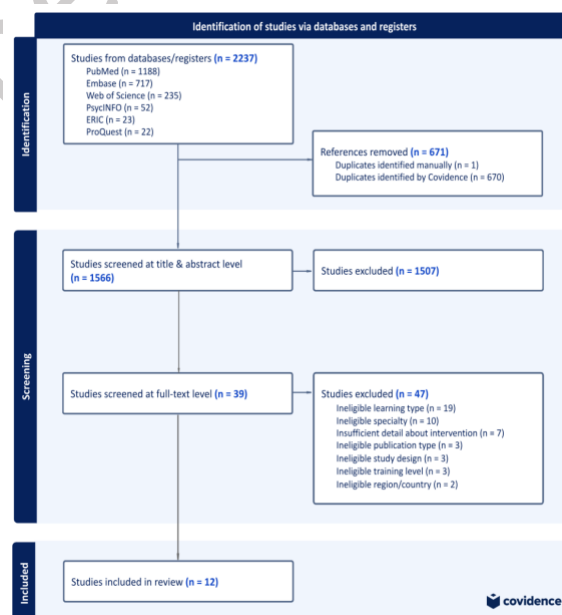 Identification of studies via databases and registers
Identification
Studies from databases/registers (n = 2237)
PubMed (n = 1188)
Embase (n = 717)
Web of Science (n = 235)
PsycINFO (n = 52)
ERIC (n = 23)
ProQuest (n = 22)
References removed (n = 671)
Duplicates identified manually (n = 1)
Duplicates identified by Covidence (n = 670)
Screening
Studies screened at title & abstract level
(n = 1566)
Studies excluded (n = 1507)
Studies screened at full-text level (n = 39)
Studies excluded (n = 47)
Ineligible learning type (n = 19)
Ineligible specialty (n = 10)
Insufficient detail about intervention (n = 7)
Ineligible publication type (n = 3)
Ineligible study design (n = 3)
Ineligible training level (n = 3)
Ineligible region/country (n = 2)
Included
Studies included in review (n = 12)
covidence